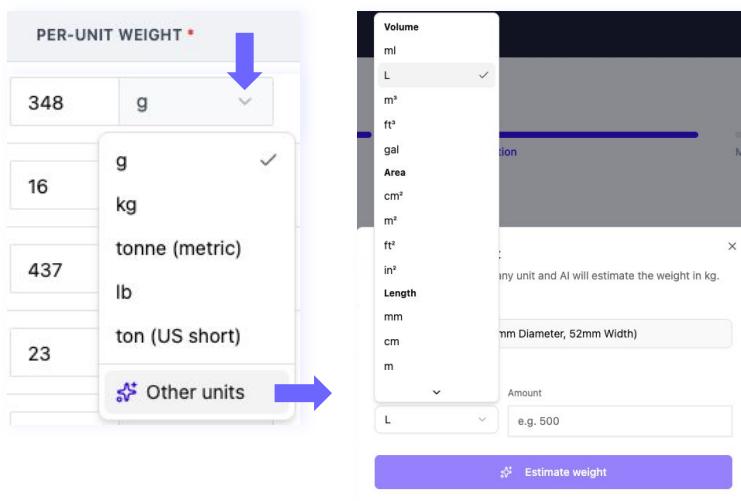 PER-UNIT WEIGHT *
348 g
16
437
23
g
kg
tonne (metric)
lb
ton (US short)
Other units
Volume
ml
L
m³
ft³
gal
Area
cm²
m²
ft²
in²
Length
mm
cm
m
any unit and AI will estimate the weight in kg.
Diameter, 52mm Width)
Amount
L
e.g. 500
Estimate weight